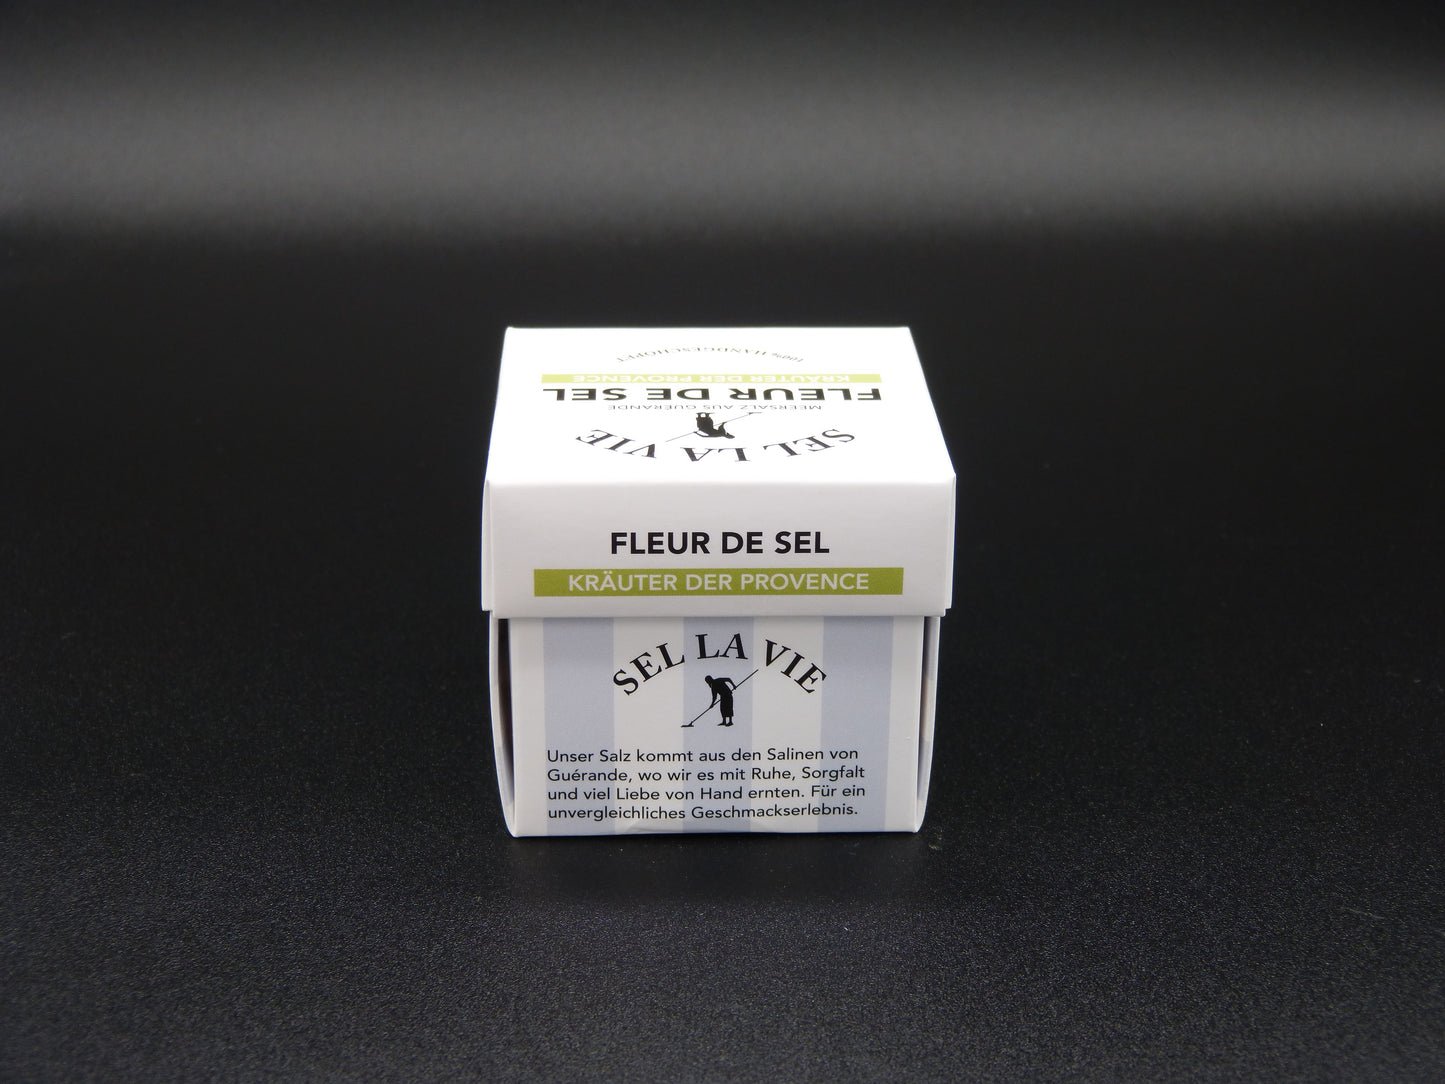 SEL LA VIE
MEERSALZ AUS GUÉRANDE
FLEUR DE SEL
KRÄUTER DER PROVENCE
100% HANDGESCHÖPFT
FLEUR DE SEL
KRÄUTER DER PROVENCE
SEL LA VIE
Unser Salz kommt aus den Salinen von
Guérande, wo wir es mit Ruhe, Sorgfalt
und viel Liebe von Hand ernten. Für ein
unvergleichliches Geschmackserlebnis.